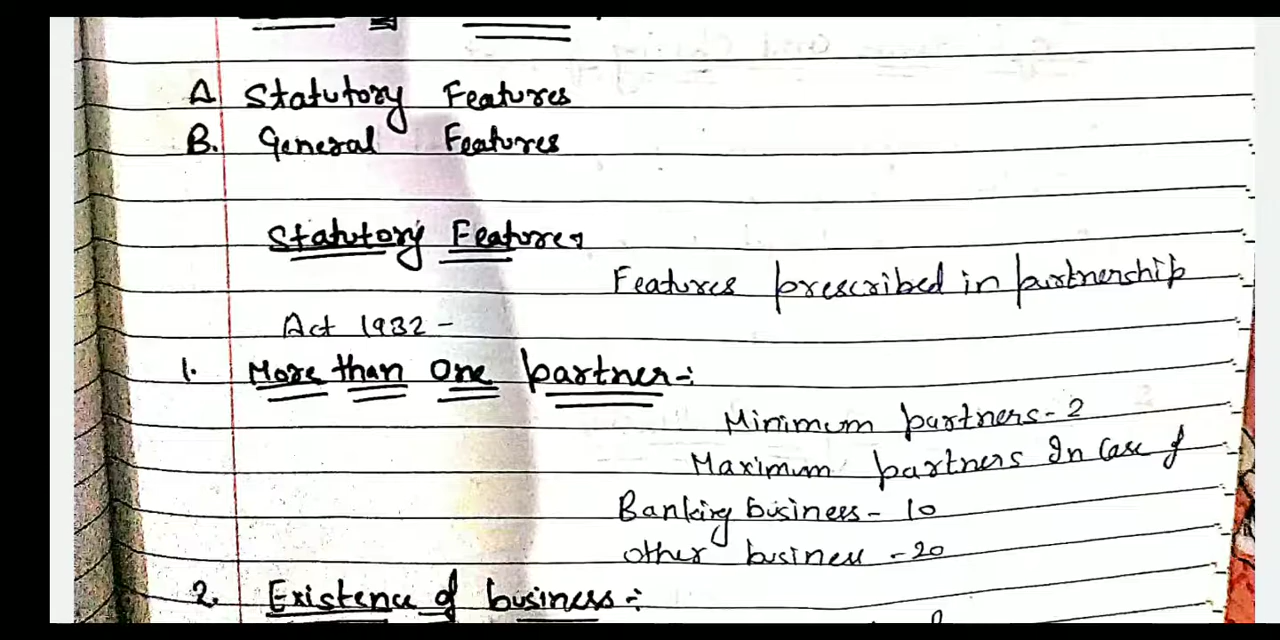 A Statutory Features
B. General Features
Statutory Features
Features prescribed in partnership
Act 1932 -
1. More than One partner :-
Minimum partners - 2
Maximum partners In Case of
Banking business - 10
other business - 20
2. Existence of business :-